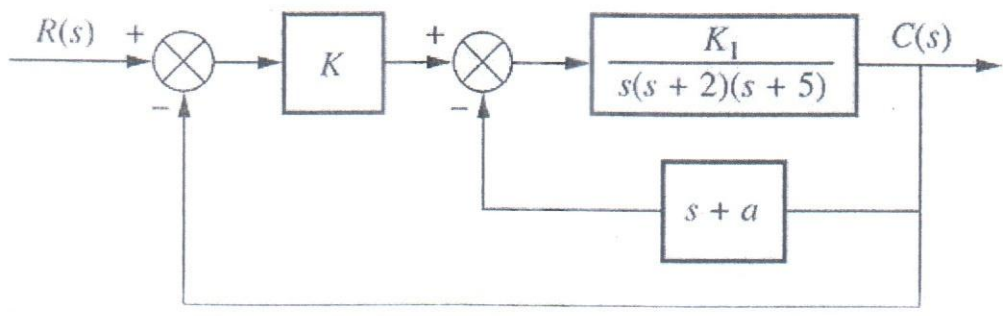 R(s) + K + K₁ C(s)
− − s(s + 2)(s + 5)
s + a